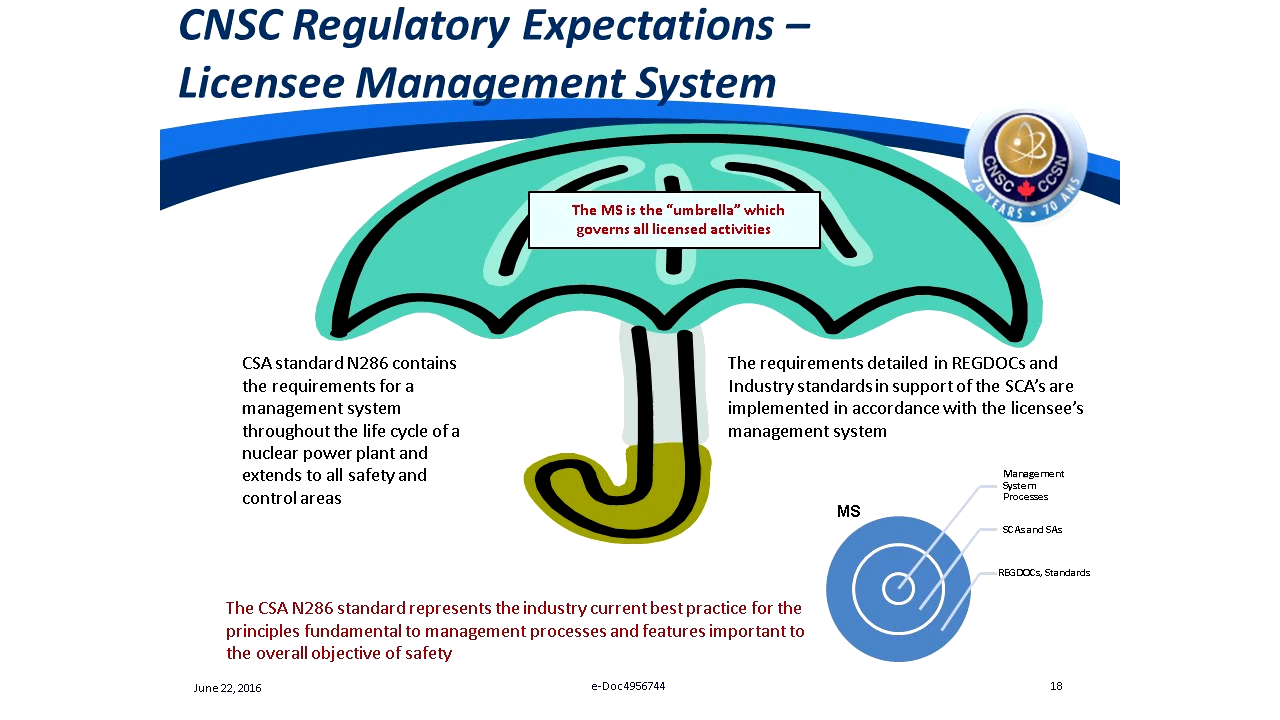 CNSC Regulatory Expectations –
Licensee Management System
CNSC CCSN
70 YEARS • 70 ANS
The MS is the “umbrella” which
governs all licensed activities
CSA standard N286 contains
the requirements for a
management system
throughout the life cycle of a
nuclear power plant and
extends to all safety and
control areas
The requirements detailed in REGDOCs and
Industry standards in support of the SCA’s are
implemented in accordance with the licensee’s
management system
MS
Management
System
Processes
SCAs and SAs
REGDOCs, Standards
The CSA N286 standard represents the industry current best practice for the
principles fundamental to management processes and features important to
the overall objective of safety
June 22, 2016
e-Doc4956744
18